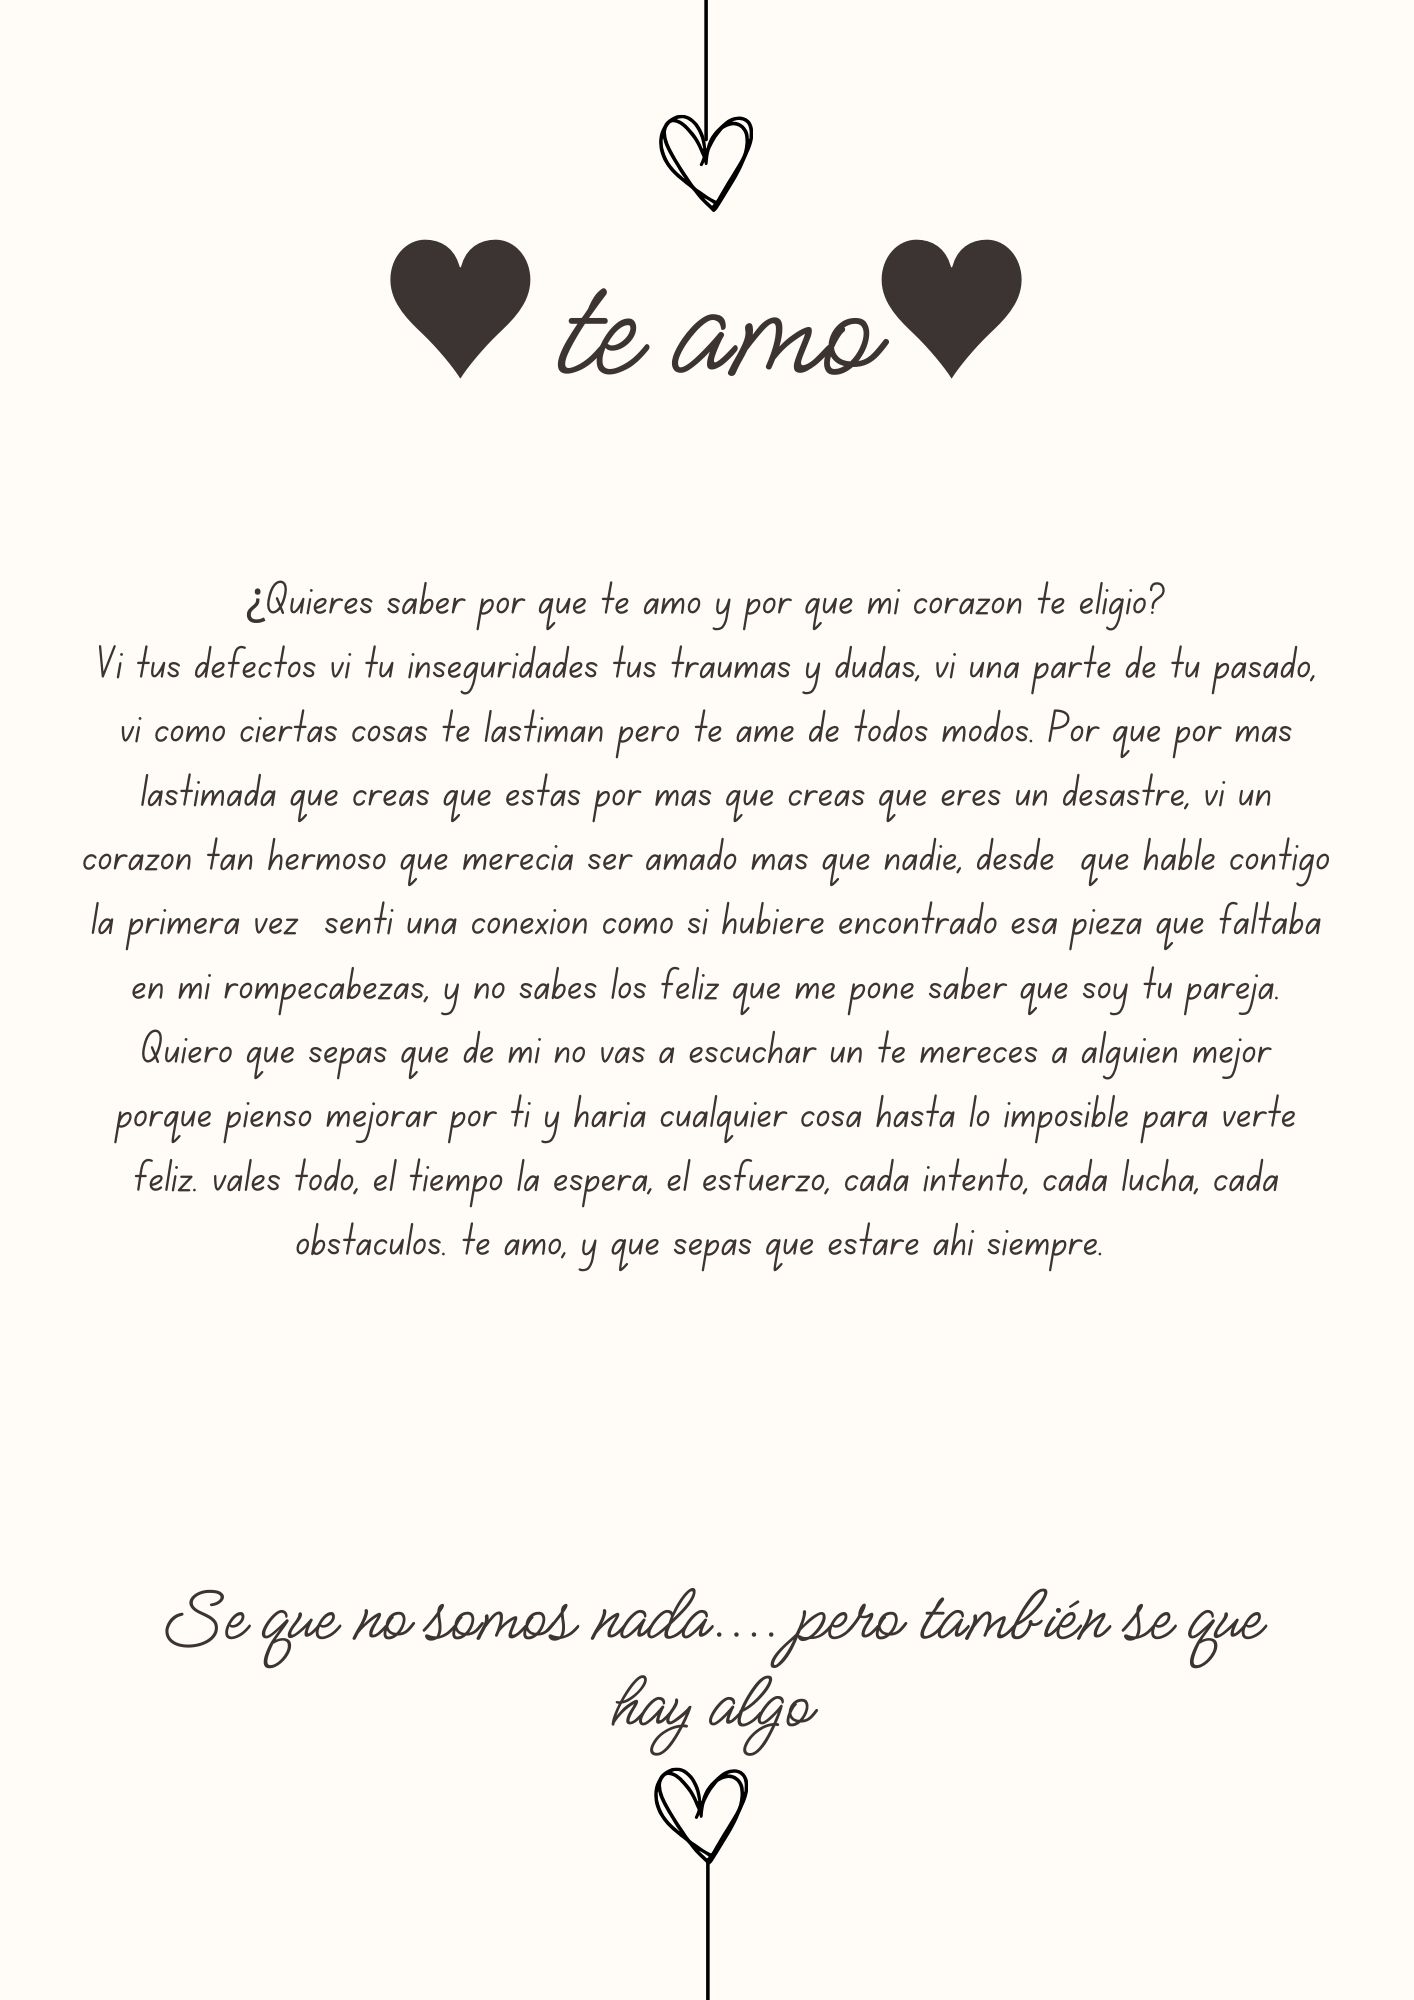 te amo
¿Quieres saber por que te amo y por que mi corazon te eligio?
Vi tus defectos vi tu inseguridades tus traumas y dudas, vi una parte de tu pasado,
vi como ciertas cosas te lastiman pero te ame de todos modos. Por que por mas
lastimada que creas que estas por mas que creas que eres un desastre, vi un
corazon tan hermoso que merecia ser amado mas que nadie, desde  que hable contigo
la primera vez  senti una conexion como si hubiere encontrado esa pieza que faltaba
en mi rompecabezas, y no sabes los feliz que me pone saber que soy tu pareja.
Quiero que sepas que de mi no vas a escuchar un te mereces a alguien mejor
porque pienso mejorar por ti y haria cualquier cosa hasta lo imposible para verte
feliz. vales todo, el tiempo la espera, el esfuerzo, cada intento, cada lucha, cada
obstaculos. te amo, y que sepas que estare ahi siempre.
Se que no somos nada.... pero también se que
hay algo